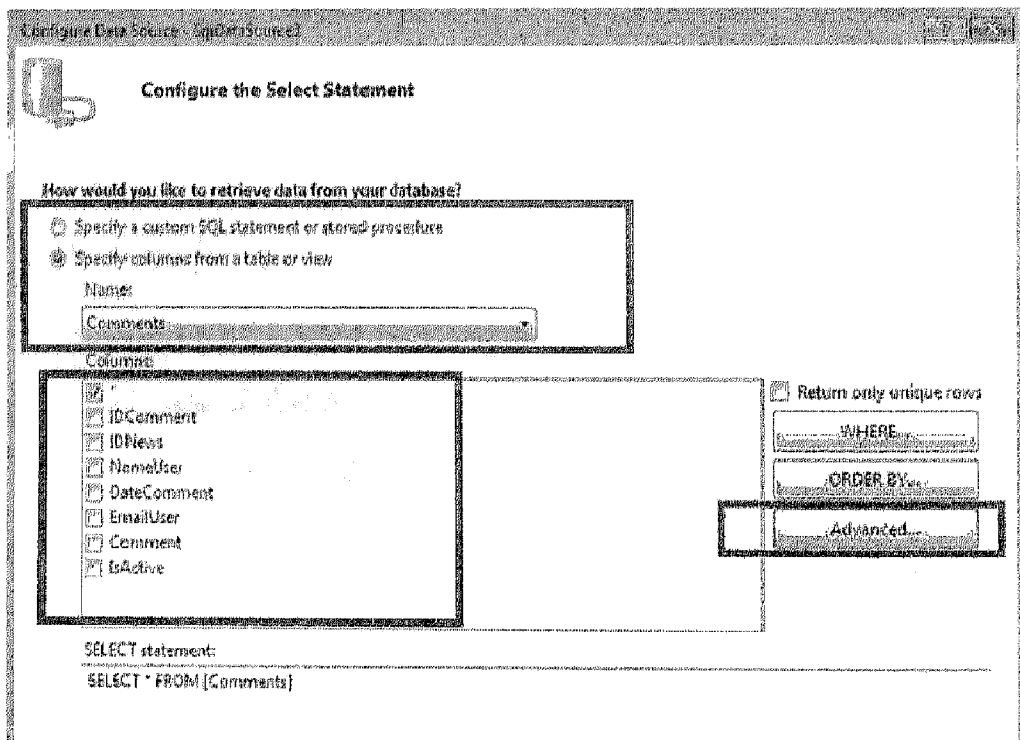 Configure Data Source - SqlDataSource2
Configure the Select Statement
How would you like to retrieve data from your database?
Specify a custom SQL statement or stored procedure
Specify columns from a table or view
Name:
Comments
Columns:
*
IDComment
IDNews
NameUser
DateComment
EmailUser
Comment
IsActive
Return only unique rows
WHERE...
ORDER BY...
Advanced...
SELECT statement:
SELECT * FROM [Comments]